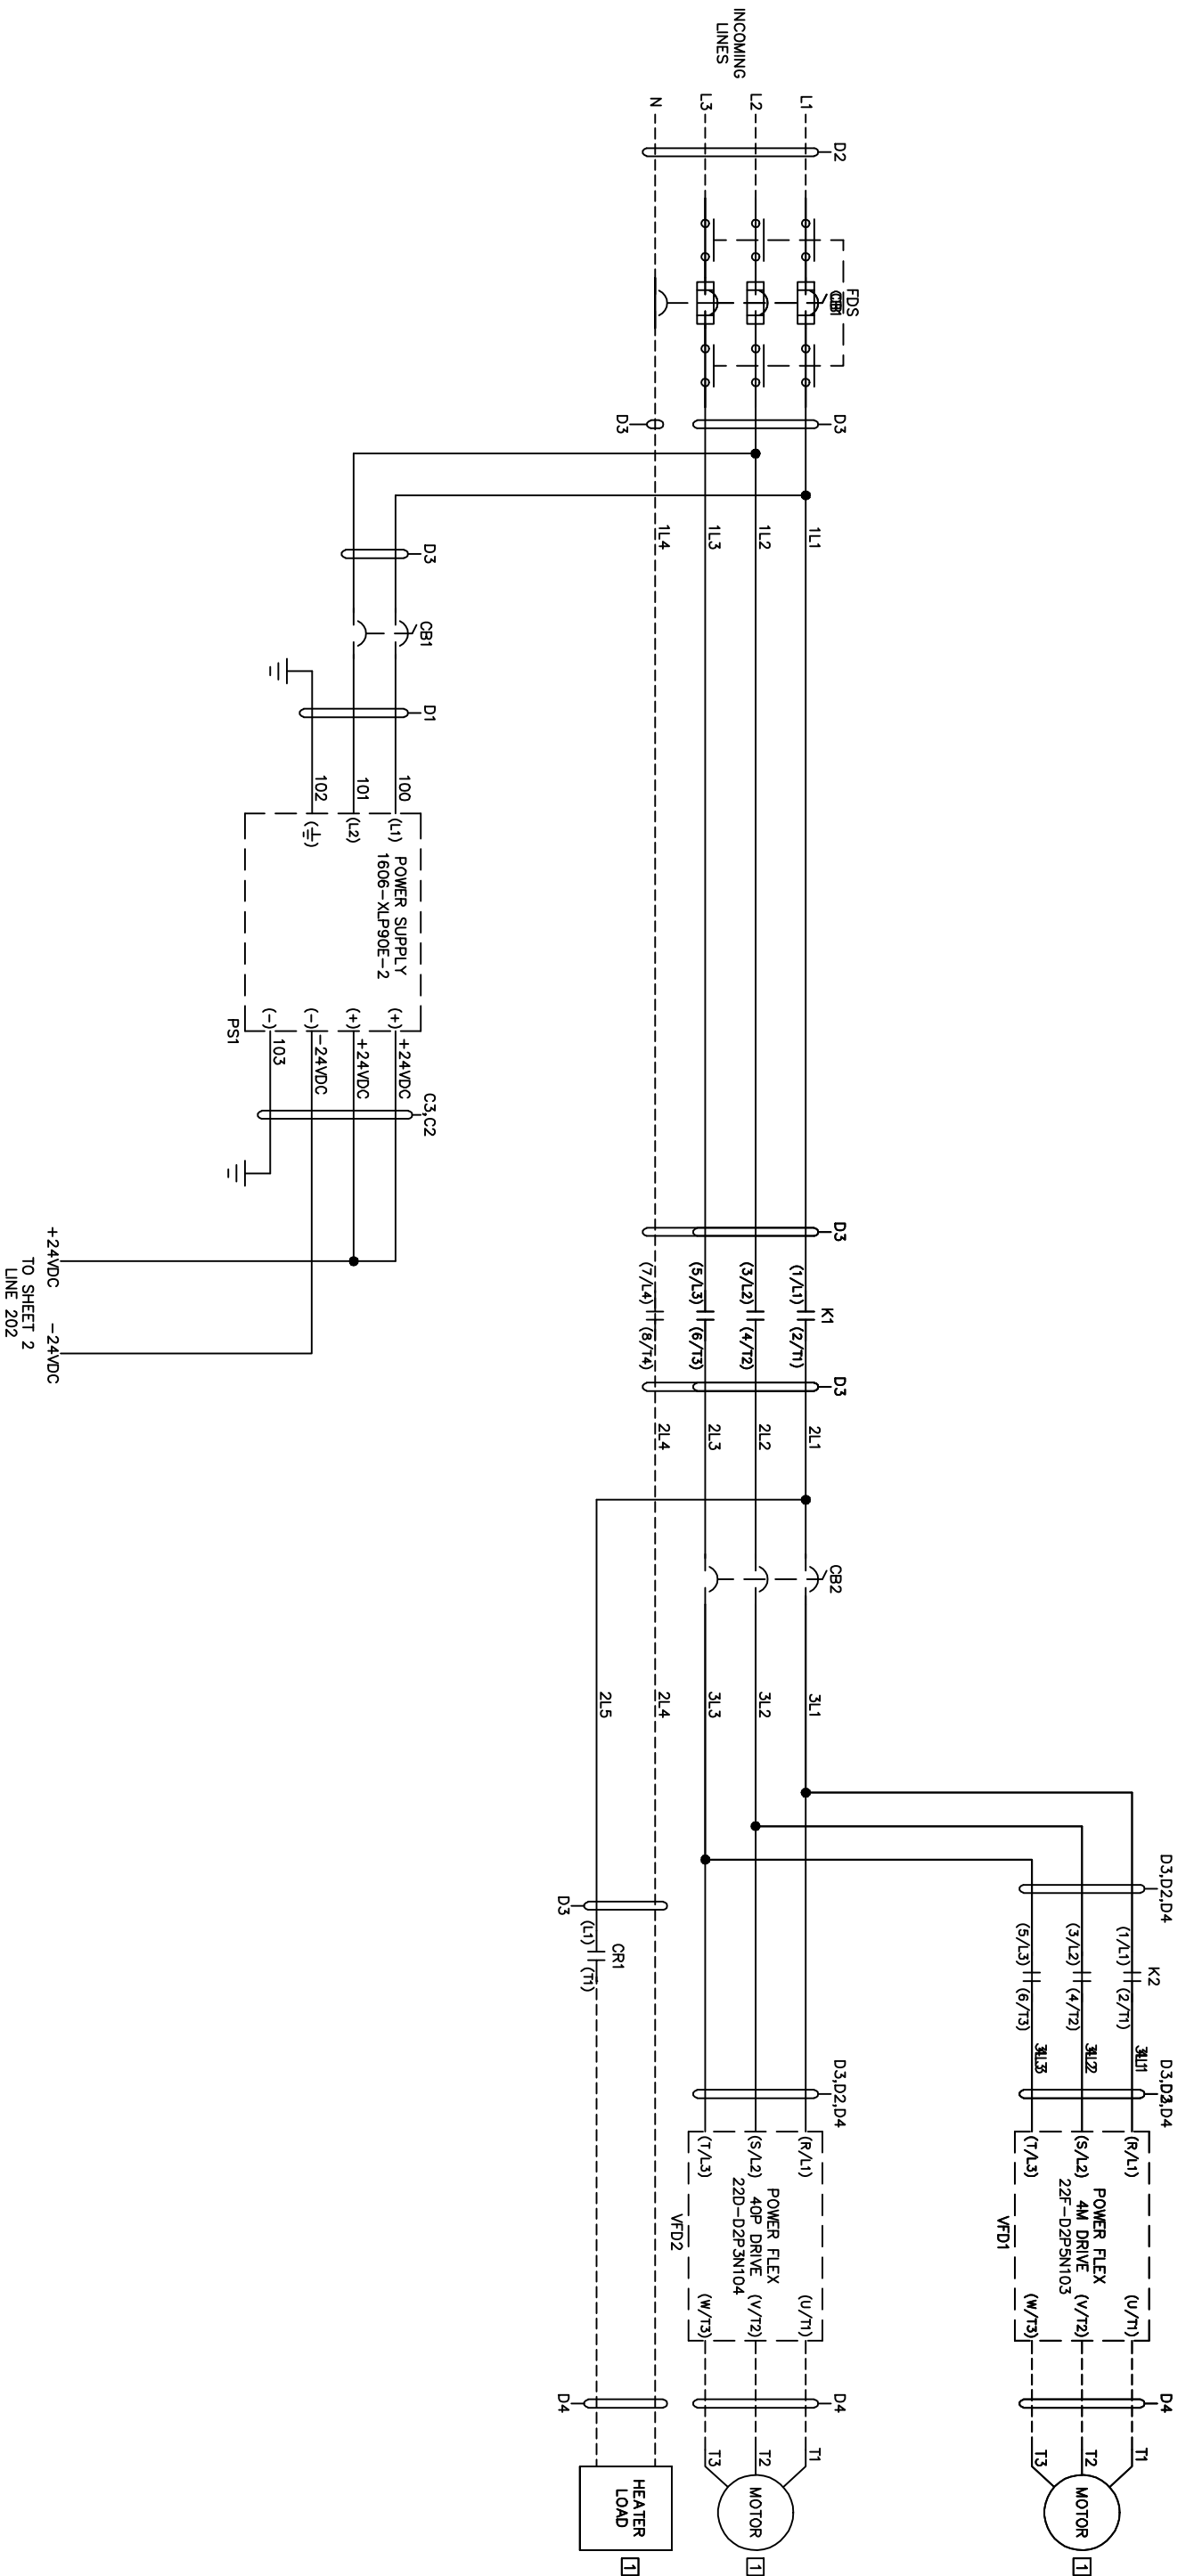 INCOMING
LINES
L1
L2
L3
N
D2
FDS
D3
D3
1L1
1L2
1L3
1L4
D3
CB1
D1
100
101
102
(L1)
(L2)
POWER SUPPLY
1606-XLP90E-2
(+)
(+)
(-)
(-)
PS1
+24VDC
+24VDC
-24VDC
103
C3,C2
+24VDC
-24VDC
TO SHEET 2
LINE 202
D3
K1
(1/L1)
(2/T1)
(3/L2)
(4/T2)
(5/L3)
(6/T3)
(7/L4)
(8/T4)
D3
2L1
2L2
2L3
2L4
CB2
3L1
3L2
3L3
2L4
2L5
D3,D2,D4
K2
(1/L1)
(2/T1)
(3/L2)
(4/T2)
(5/L3)
(6/T3)
D3
(L1)
CR1
(T1)
D3,D2,D4
(R/L1)
(S/L2)
(T/L3)
POWER FLEX
4M DRIVE
22F-D2P5N103
(U/T1)
(V/T2)
(W/T3)
VFD1
D4
T1
T2
T3
MOTOR
1
(R/L1)
(S/L2)
(T/L3)
POWER FLEX
40P DRIVE
22D-D2P3N104
(U/T1)
(V/T2)
(W/T3)
VFD2
D4
T1
T2
T3
MOTOR
1
D4
HEATER
LOAD
1